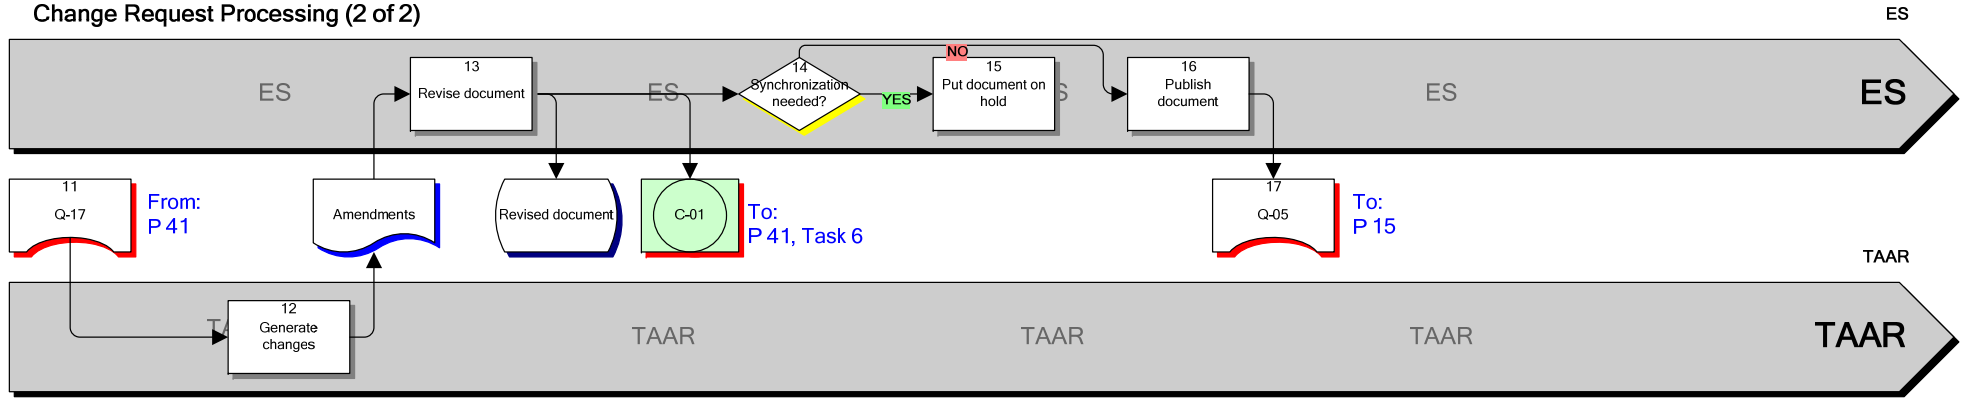 Change Request Processing (2 of 2)
ES
ES
13
Revise document
ES
14
Synchronization
needed?
NO
YES
15
Put document on
hold
S
16
Publish
document
ES
ES
11
Q-17
From:
P 41
Amendments
Revised document
C-01
To:
P 41, Task 6
17
Q-05
To:
P 15
TAAR
TA
12
Generate
changes
TAAR
TAAR
TAAR
TAAR